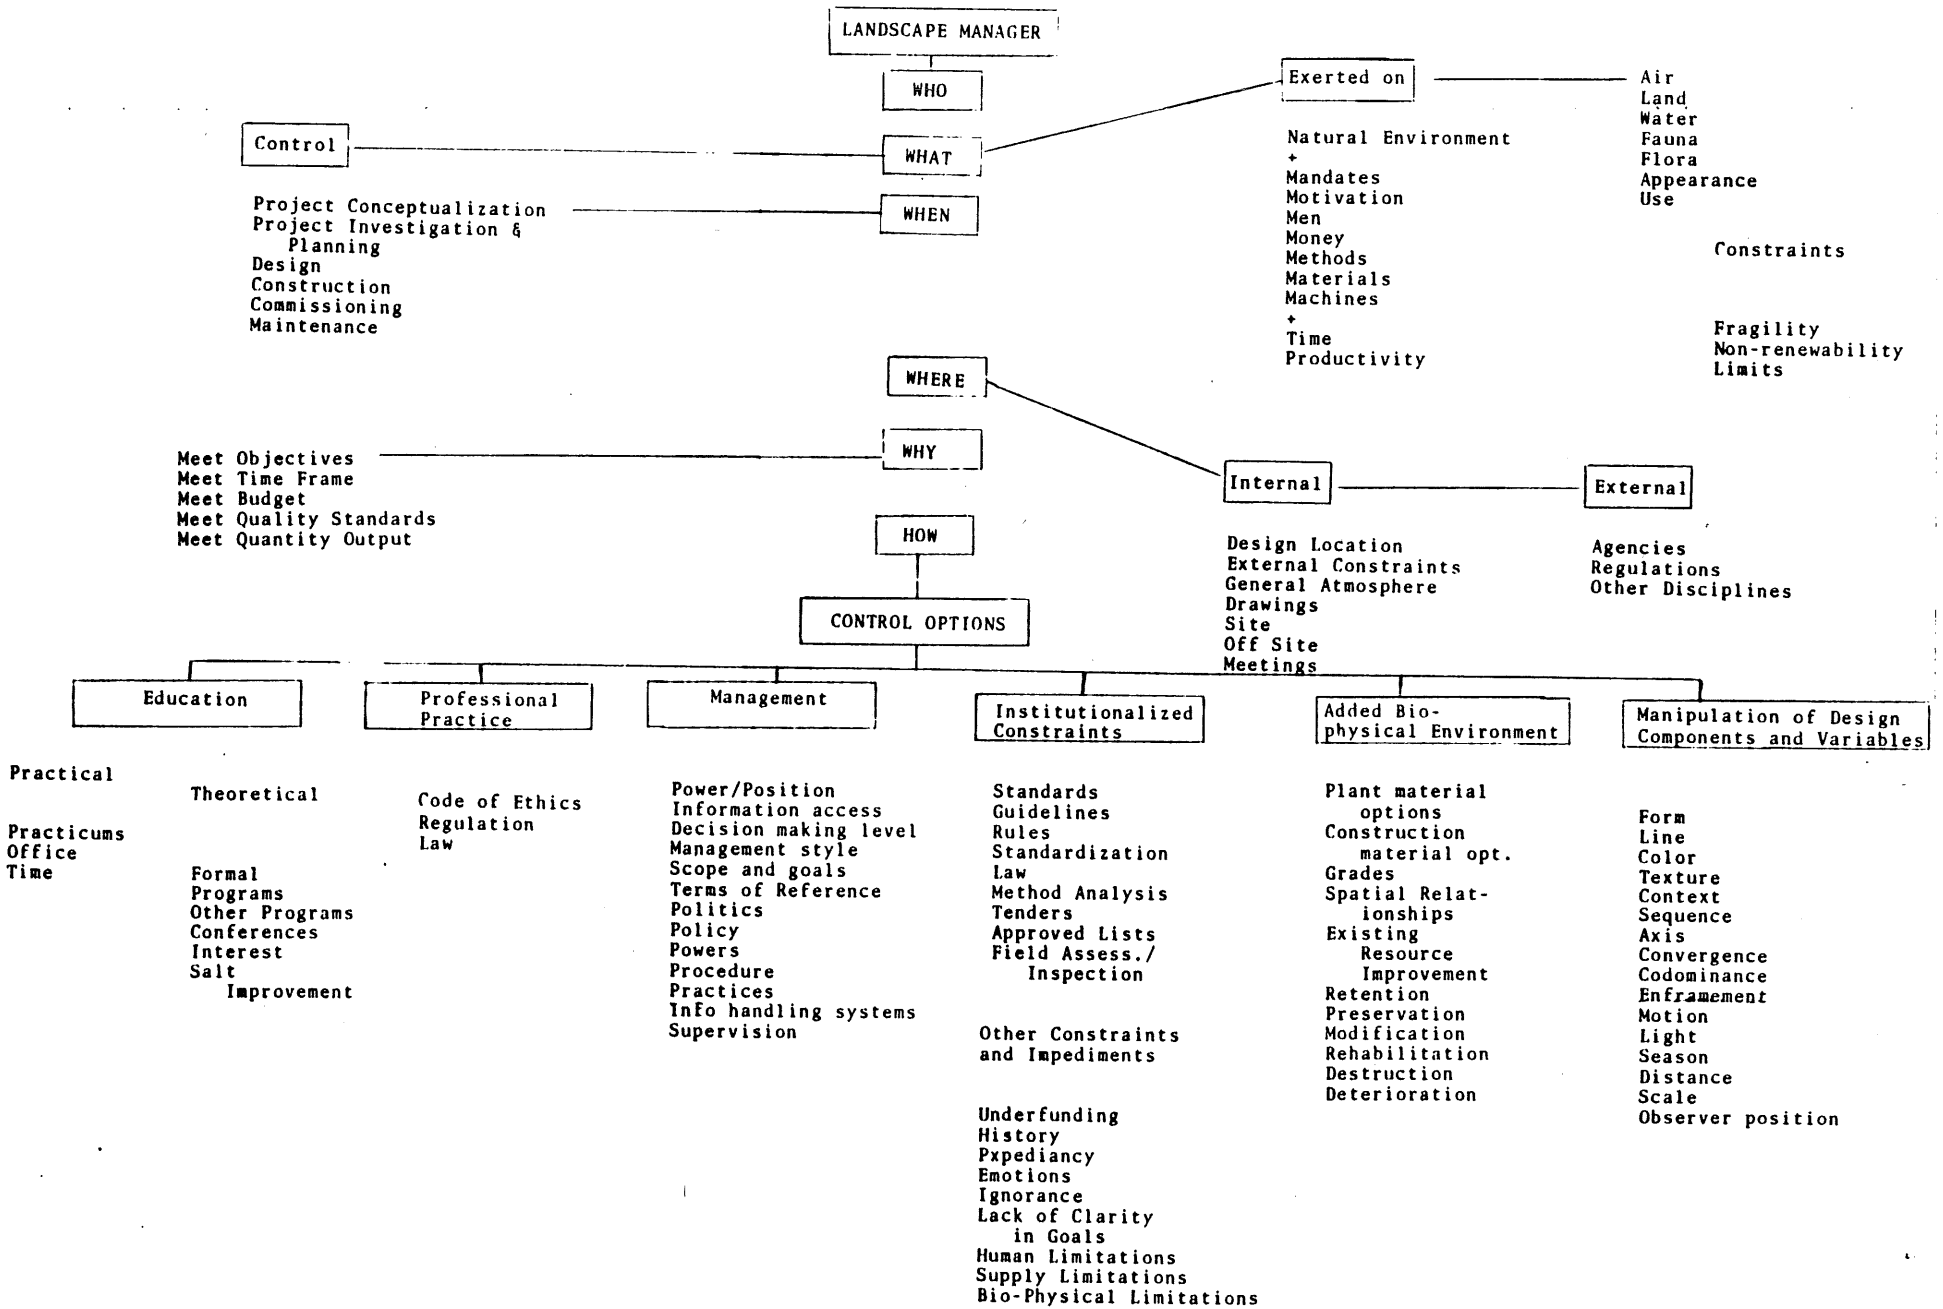 LANDSCAPE MANAGER
WHO
Exerted on
Air
Land
Water
Fauna
Flora
Appearance
Use
Control
WHAT
Natural Environment
+
Mandates
Motivation
Men
Money
Methods
Materials
Machines
+
Time
Productivity
Constraints
Fragility
Non-renewability
Limits
WHEN
Project Conceptualization
Project Investigation &
Planning
Design
Construction
Commissioning
Maintenance
WHERE
WHY
Meet Objectives
Meet Time Frame
Meet Budget
Meet Quality Standards
Meet Quantity Output
Internal
External
Design Location
External Constraints
General Atmosphere
Drawings
Site
Off Site
Meetings
Agencies
Regulations
Other Disciplines
HOW
CONTROL OPTIONS
Education
Practical
Practicums
Office
Time
Theoretical
Formal
Programs
Other Programs
Conferences
Interest
Salt
Improvement
Professional
Practice
Code of Ethics
Regulation
Law
Management
Power/Position
Information access
Decision making level
Management style
Scope and goals
Terms of Reference
Politics
Policy
Powers
Procedure
Practices
Info handling systems
Supervision
Institutionalized
Constraints
Standards
Guidelines
Rules
Standardization
Law
Method Analysis
Tenders
Approved Lists
Field Assess./
Inspection
Other Constraints
and Impediments
Underfunding
History
Pxpediancy
Emotions
Ignorance
Lack of Clarity
in Goals
Human Limitations
Supply Limitations
Bio-Physical Limitations
Added Bio-
physical Environment
Plant material
options
Construction
material opt.
Grades
Spatial Relat-
ionships
Existing
Resource
Improvement
Retention
Preservation
Modification
Rehabilitation
Destruction
Deterioration
Manipulation of Design
Components and Variables
Form
Line
Color
Texture
Context
Sequence
Axis
Convergence
Codominance
Enframement
Motion
Light
Season
Distance
Scale
Observer position